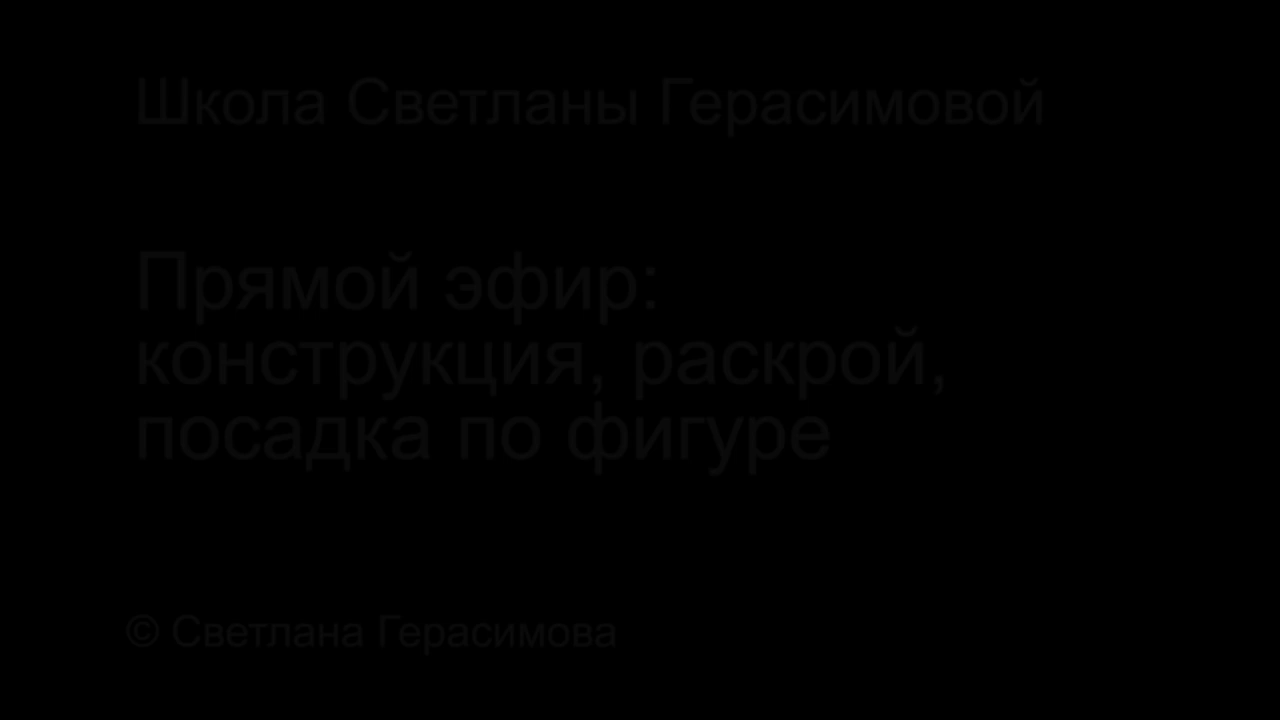 Школа Светланы Герасимовой
Прямой эфир:
конструкция, раскрой,
посадка по фигуре
© Светлана Герасимова